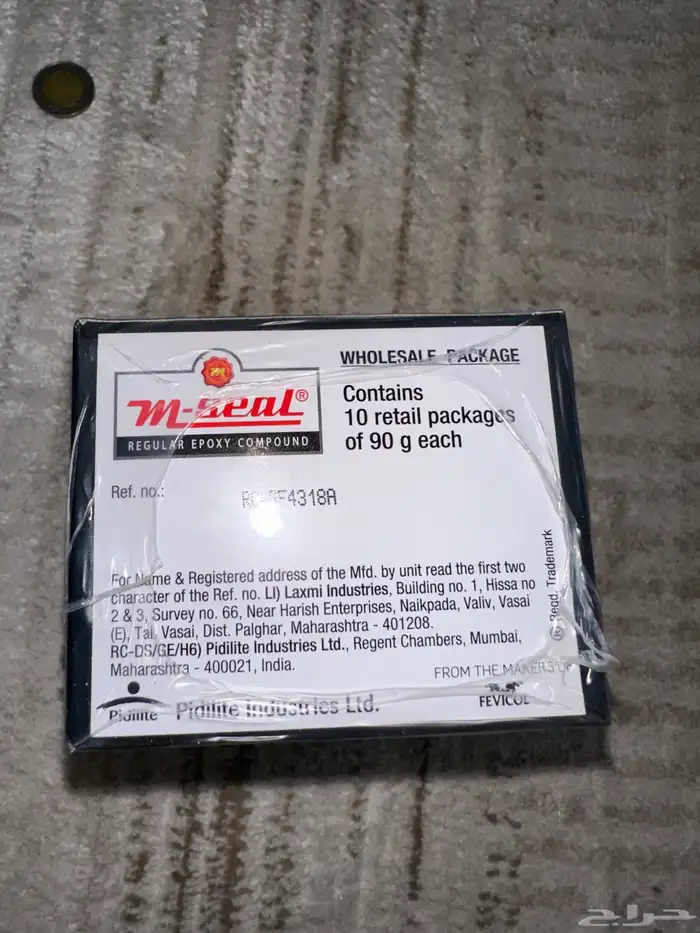 WHOLESALE PACKAGE
m
m-seal®
REGULAR EPOXY COMPOUND
Contains
10 retail packages
of 90 g each
Ref. no.:
For Name & Registered address of the Mfd. by unit read the first two
character of the Ref. no. LI) Laxmi Industries, Building no. 1, Hissa no
2 & 3, Survey no. 66, Near Harish Enterprises, Naikpada, Valiv, Vasai
(E), Tal. Vasai, Dist. Palghar, Maharashtra - 401208.
RC-DS/GE/H6) Pidilite Industries Ltd., Regent Chambers, Mumbai,
Maharashtra - 400021, India.
® Regd. Trademark
FROM THE MAKERS OF
FEVICOL
Pidilite
Pidilite Industries Ltd.
حراج